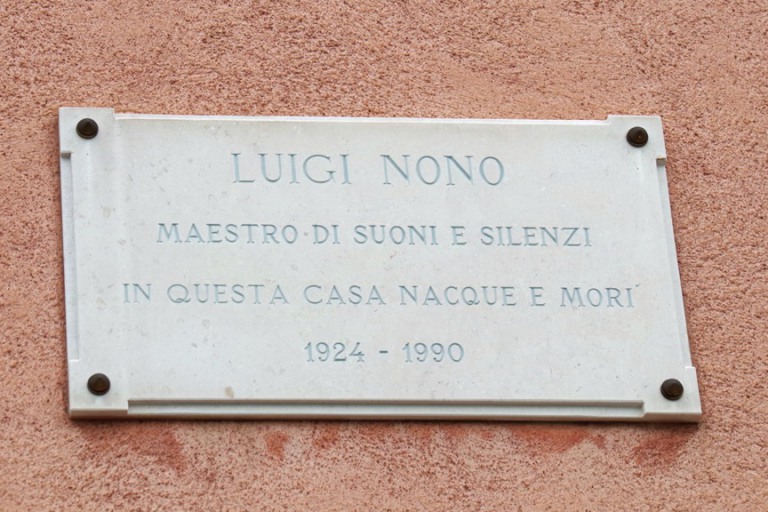 LUIGI NONO
MAESTRO DI SUONI E SILENZI
IN QUESTA CASA NACQUE E MORÌ
1924 - 1990